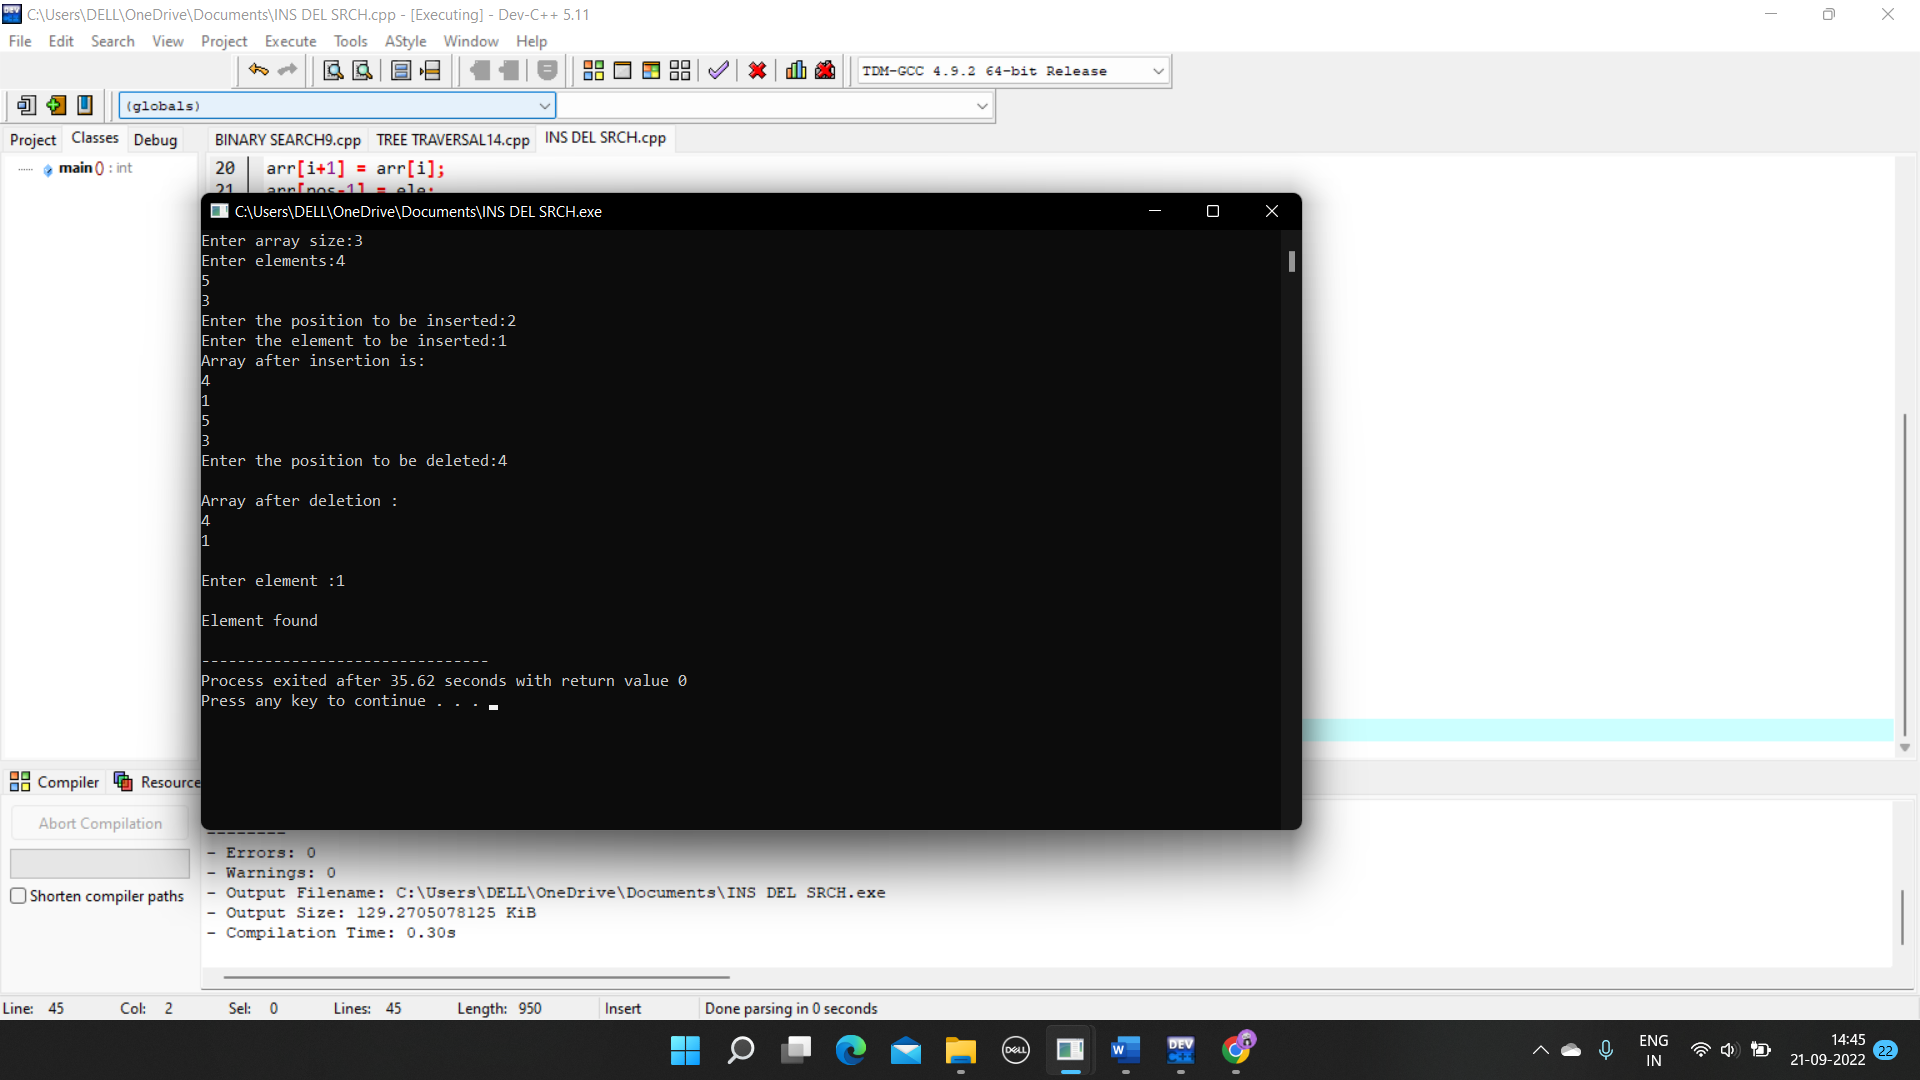 C:\Users\DELL\OneDrive\Documents\INS DEL SRCH.cpp - [Executing] - Dev-C++ 5.11
File Edit Search View Project Execute Tools AStyle Window Help
TDM-GCC 4.9.2 64-bit Release
(globals)
Project Classes Debug
BINARY SEARCH9.cpp TREE TRAVERSAL14.cpp INS DEL SRCH.cpp
main () : int
20 arr[i+1] = arr[i];
21 arr[pos-1] = ele;
C:\Users\DELL\OneDrive\Documents\INS DEL SRCH.exe
Enter array size:3
Enter elements:4
5
3
Enter the position to be inserted:2
Enter the element to be inserted:1
Array after insertion is:
4
1
5
3
Enter the position to be deleted:4
Array after deletion :
4
1
Enter element :1
Element found
--------------------------------
Process exited after 35.62 seconds with return value 0
Press any key to continue . . .
Compiler Resource
Abort Compilation
Shorten compiler paths
--------
- Errors: 0
- Warnings: 0
- Output Filename: C:\Users\DELL\OneDrive\Documents\INS DEL SRCH.exe
- Output Size: 129.2705078125 KiB
- Compilation Time: 0.30s
Line: 45 Col: 2 Sel: 0 Lines: 45 Length: 950 Insert Done parsing in 0 seconds
DELL
W
DEV C++
ENG
IN
14:45
21-09-2022
22